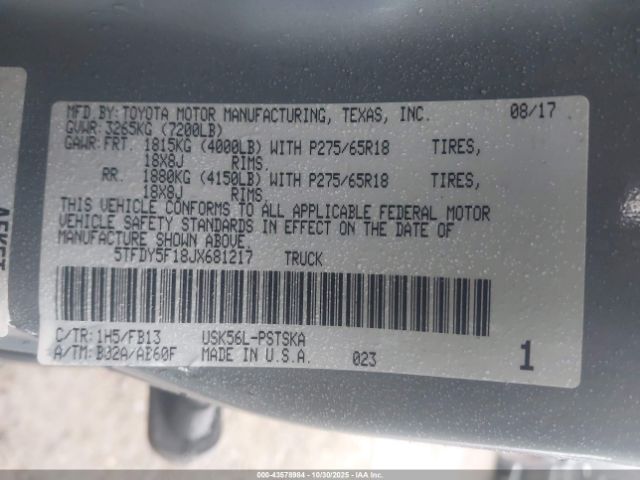 MFD.BY:TOYOTA MOTOR MANUFACTURING, TEXAS, INC. 08/17
GVWR:3265KG (7200LB)
GAWR:FRT. 1815KG (4000LB) WITH P275/65R18 TIRES,
18X8J RIMS
RR. 1880KG (4150LB) WITH P275/65R18 TIRES,
18X8J RIMS
THIS VEHICLE CONFORMS TO ALL APPLICABLE FEDERAL MOTOR
VEHICLE SAFETY STANDARDS IN EFFECT ON THE DATE OF
MANUFACTURE SHOWN ABOVE.
5TFDY5F18JX681217 TRUCK
C/TR:1H5/FB13 USK56L-PSTSKA
A/TM:B02A/AB60F MADE IN U.S.A. 023 1
000-43578984 | 10/30/2025 | IAA Inc.